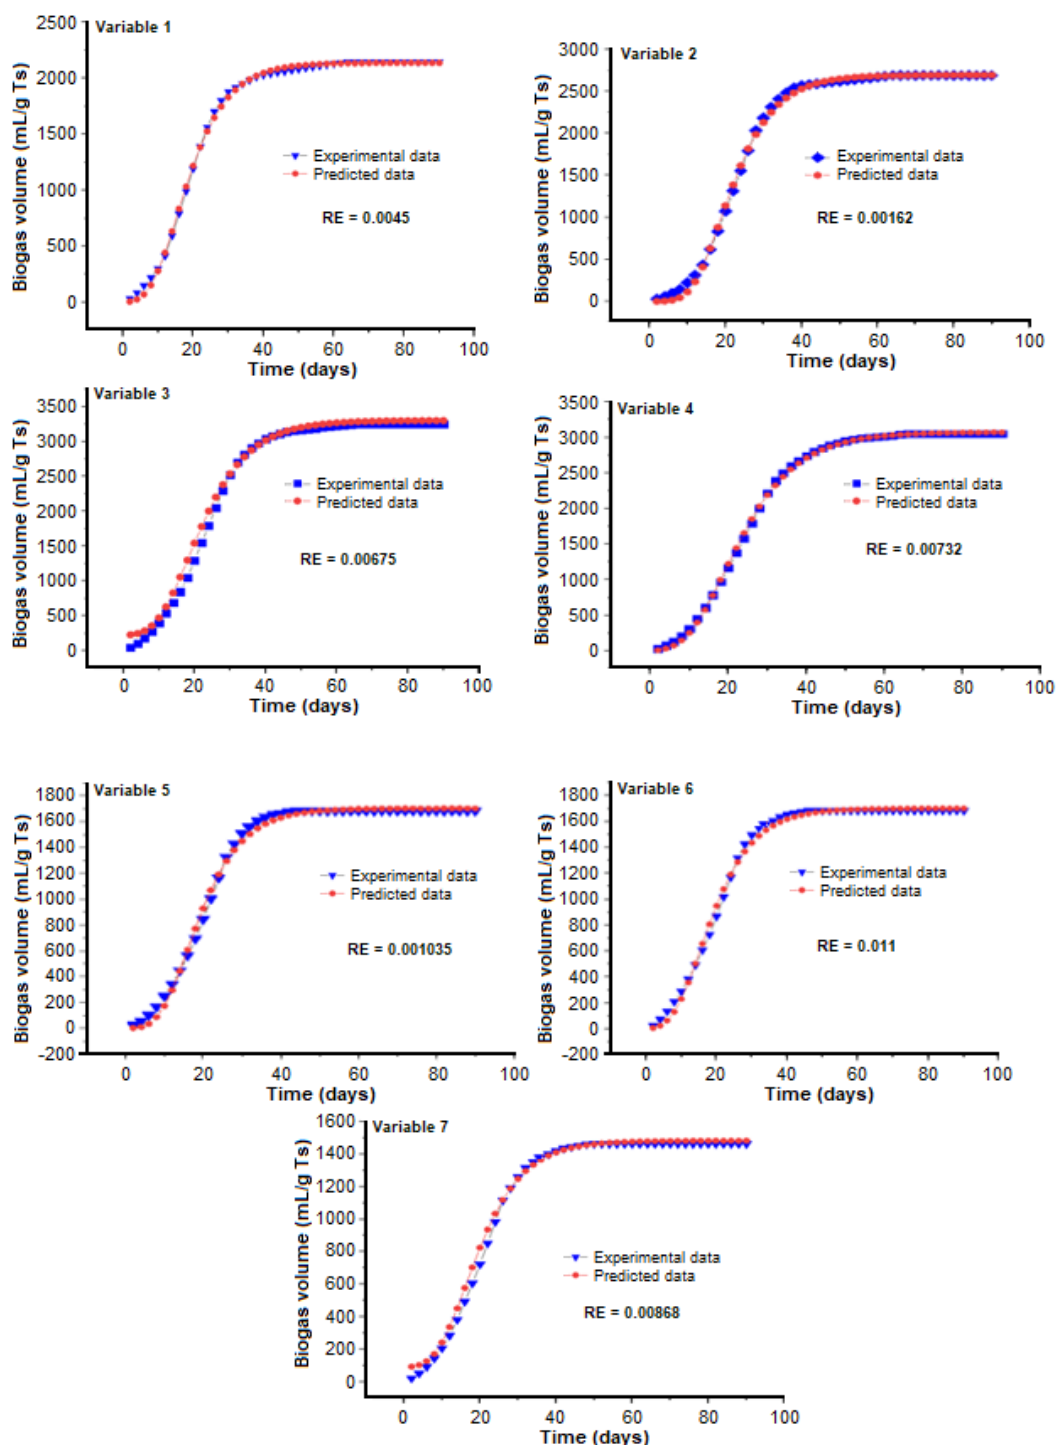 Variable 1
Biogas volume (mL/g Ts)
2500
2000
1500
1000
500
0
Experimental data
Predicted data
RE = 0.0045
0 20 40 60 80 100
Time (days)
Variable 2
Biogas volume (mL/g Ts)
3000
2500
2000
1500
1000
500
0
Experimental data
Predicted data
RE = 0.00162
0 20 40 60 80 100
Time (days)
Variable 3
Biogas volume (mL/g Ts)
3500
3000
2500
2000
1500
1000
500
0
Experimental data
Predicted data
RE = 0.00675
0 20 40 60 80 100
Time (days)
Variable 4
Biogas volume (mL/g Ts)
3500
3000
2500
2000
1500
1000
500
0
Experimental data
Predicted data
RE = 0.00732
0 20 40 60 80 100
Time (days)
Variable 5
Biogas volume (mL/g Ts)
1800
1600
1400
1200
1000
800
600
400
200
0
-200
Experimental data
Predicted data
RE = 0.001035
0 20 40 60 80 100
Time (days)
Variable 6
Biogas volume (mL/g Ts)
1800
1600
1400
1200
1000
800
600
400
200
0
-200
Experimental data
Predicted data
RE = 0.011
0 20 40 60 80 100
Time (days)
Variable 7
Biogas volume (mL/g Ts)
1600
1400
1200
1000
800
600
400
200
0
Experimental data
Predicted data
RE = 0.00868
0 20 40 60 80 100
Time (days)